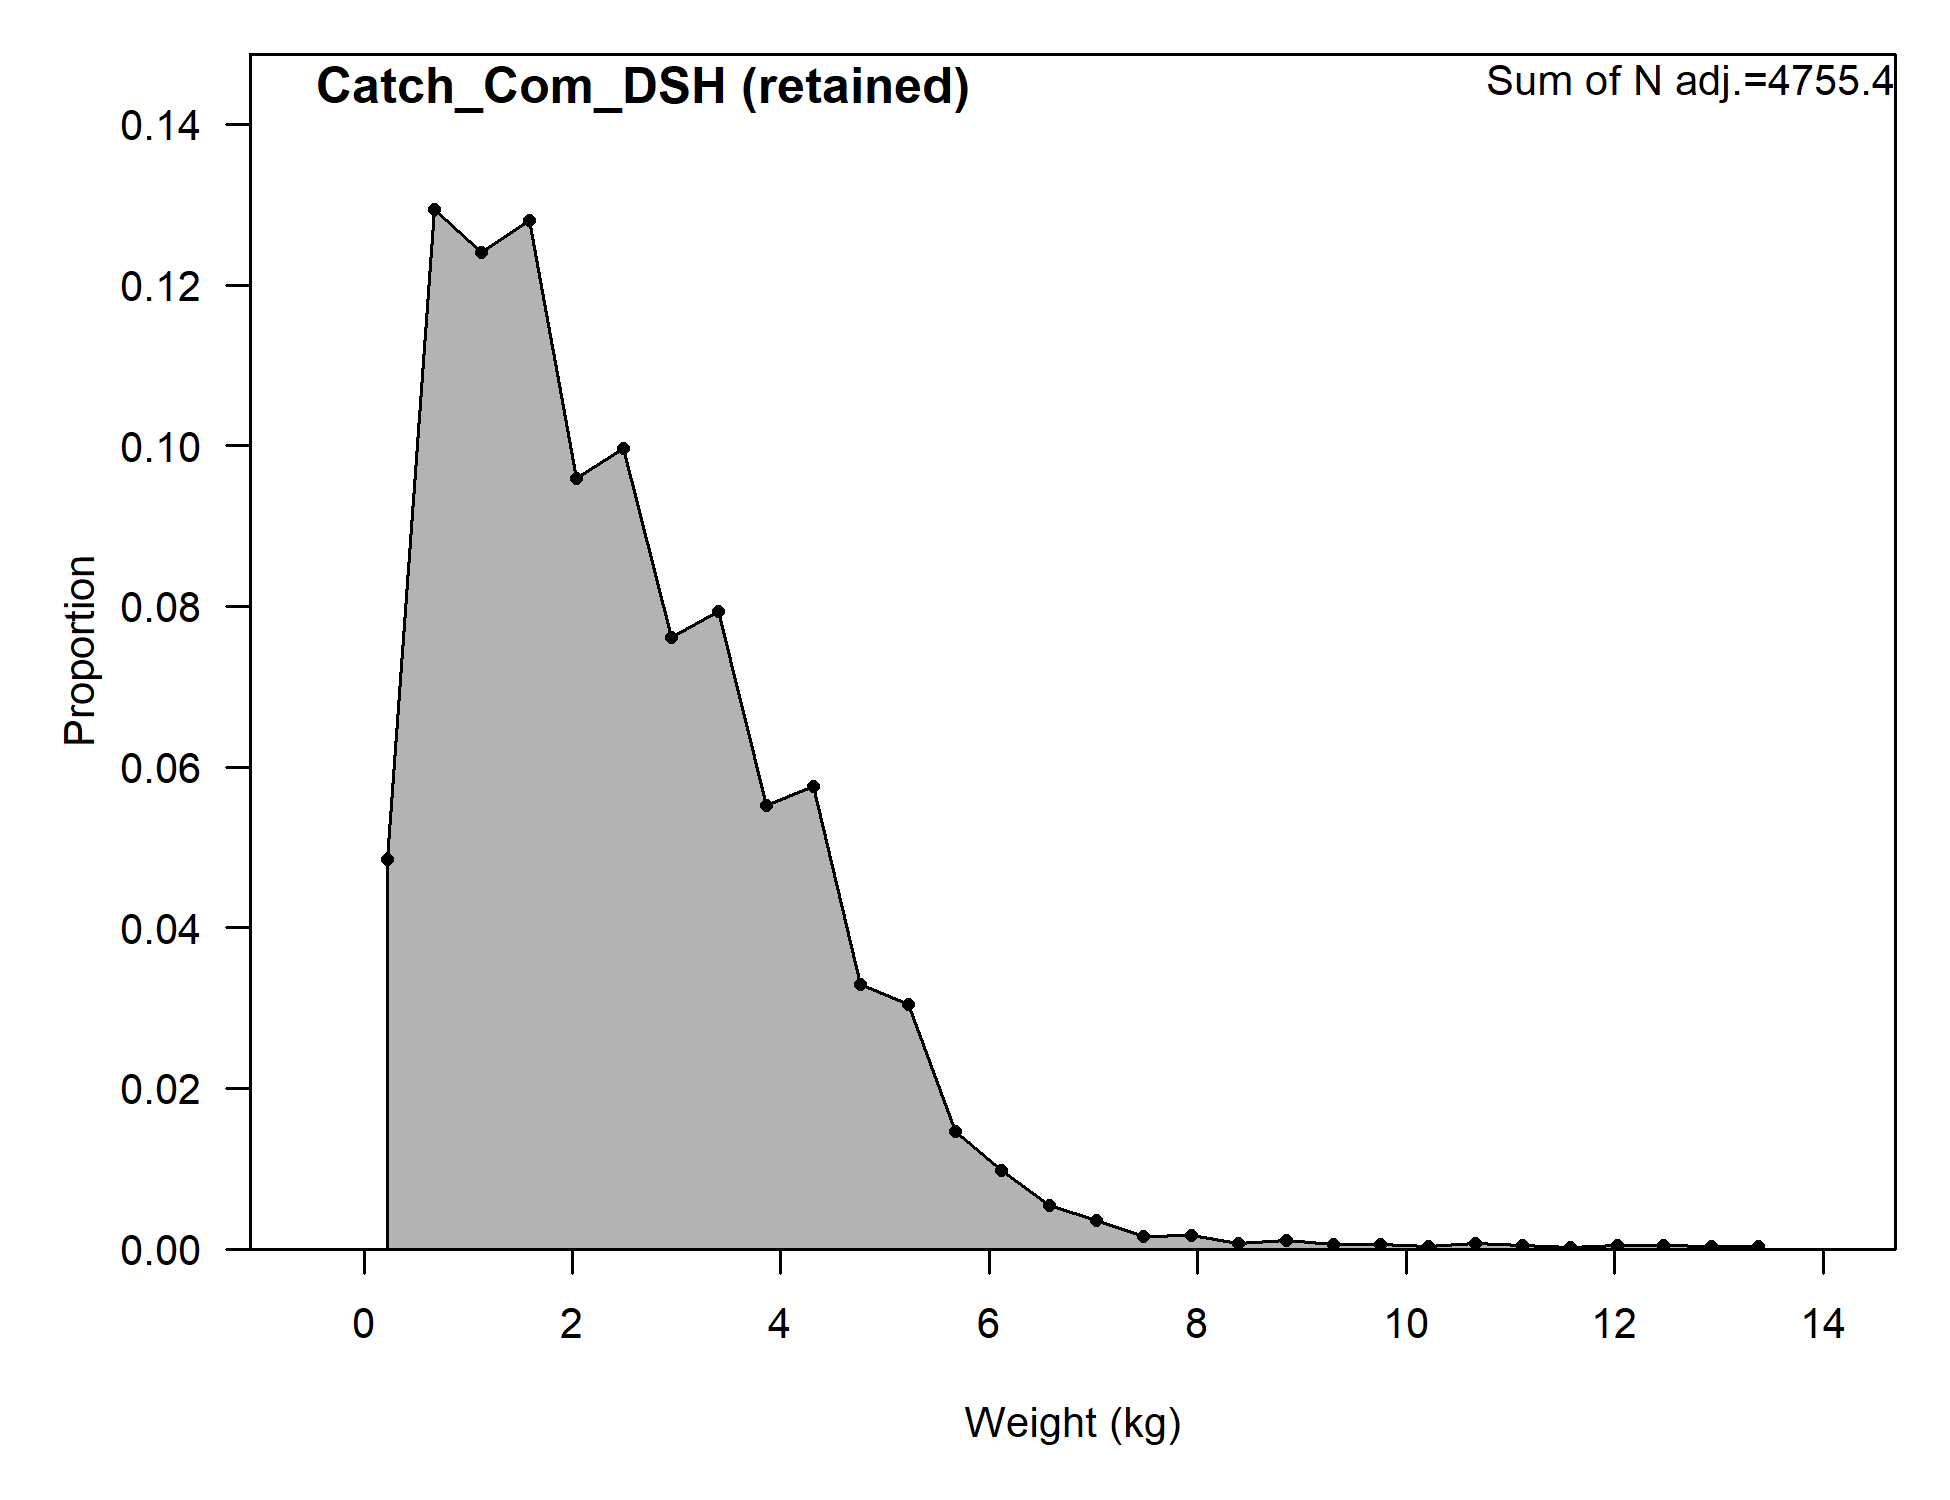 Catch_Com_DSH (retained)
Sum of N adj.=4755.4
0.14
0.12
0.10
0.08
0.06
0.04
0.02
0.00
Proportion
0 2 4 6 8 10 12 14
Weight (kg)